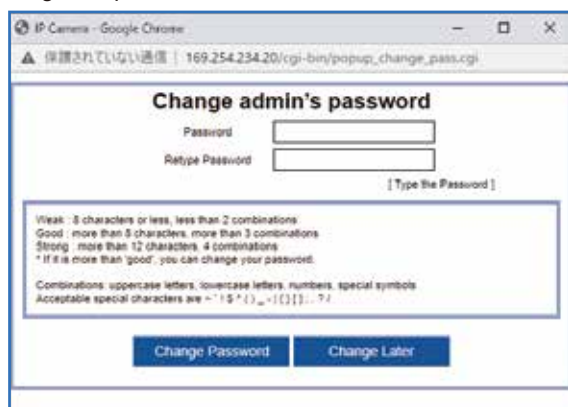 IP Camera - Google Chrome
保護されていない通信 | 169.254.234.20/cgi-bin/popup_change_pass.cgi
Change admin's password
Password
Retype Password
[ Type the Password ]
Weak : 8 characters or less, less than 2 combinations
Good : more than 8 characters, more than 3 combinations
Strong : more than 12 characters, 4 combinations
* If it is more than 'good', you can change your password.
Combinations: uppercase letters, lowercase letters, numbers, special symbols
Acceptable special characters are
Change Password
Change Later